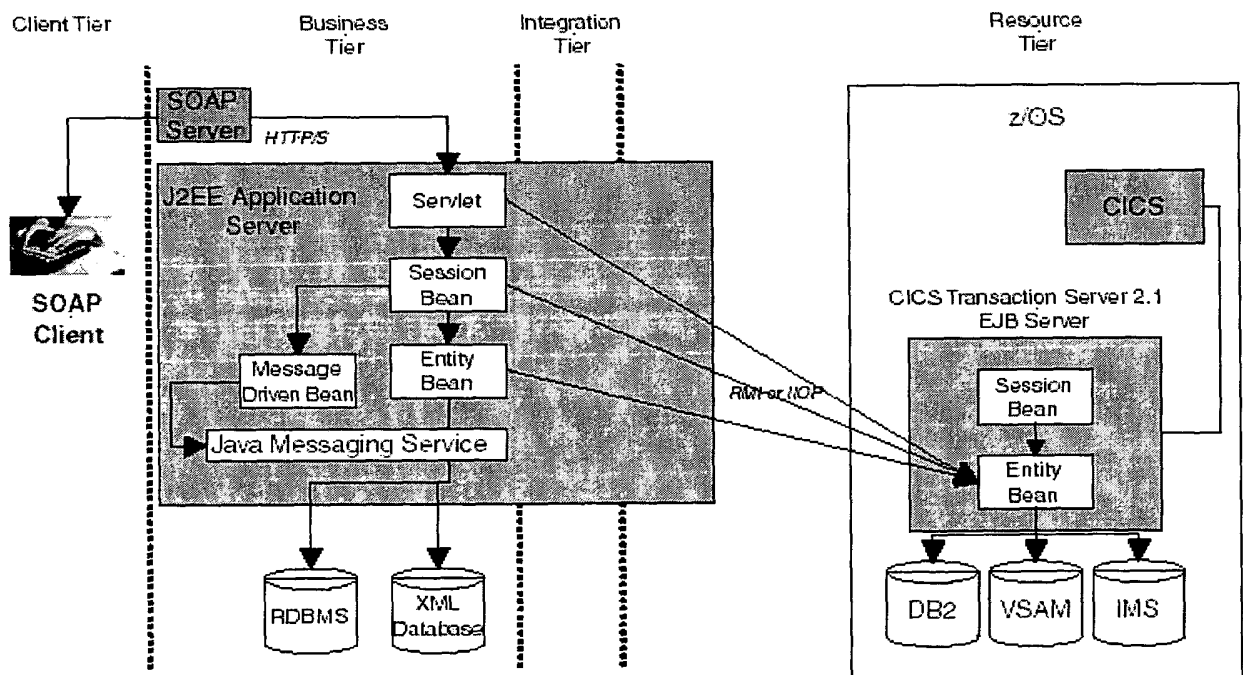 Client Tier
Business
Tier
Integration
Tier
Resource
Tier
SOAP
Server
HTTP/S
z/OS
J2EE Application
Server
Servlet
CICS
Session
Bean
SOAP
Client
CICS Transaction Server 2.1
EJB Server
Message
Driven Bean
Entity
Bean
RMI or IIOP
Session
Bean
Java Messaging Service
Entity
Bean
RDBMS
XML
Database
DB2
VSAM
IMS